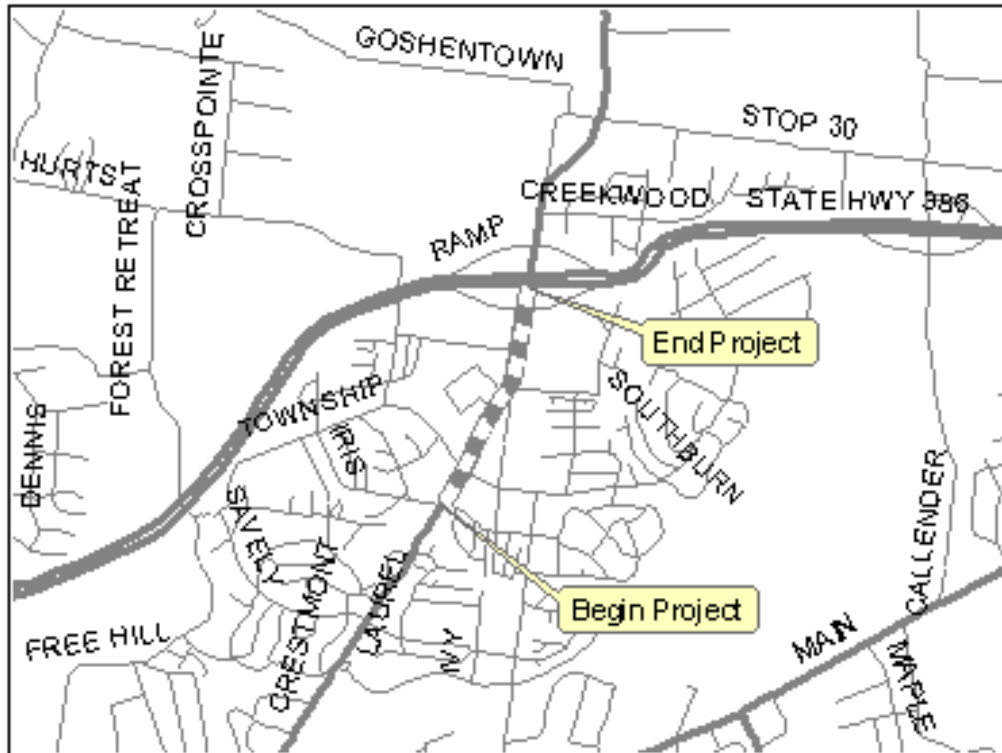 GOSHENTOWN
CROSSPOINTE
STOP 30
HURTS
CREEKWOOD
STATE HWY 386
RAMP
FOREST RETREAT
End Project
TOWNSHIP
SOUTHBURN
DENNIS
IRIS
SAVELY
CALLENDER
CRESTMONT
LAUREL
Begin Project
FREE HILL
IVY
MAIN
MAPLE